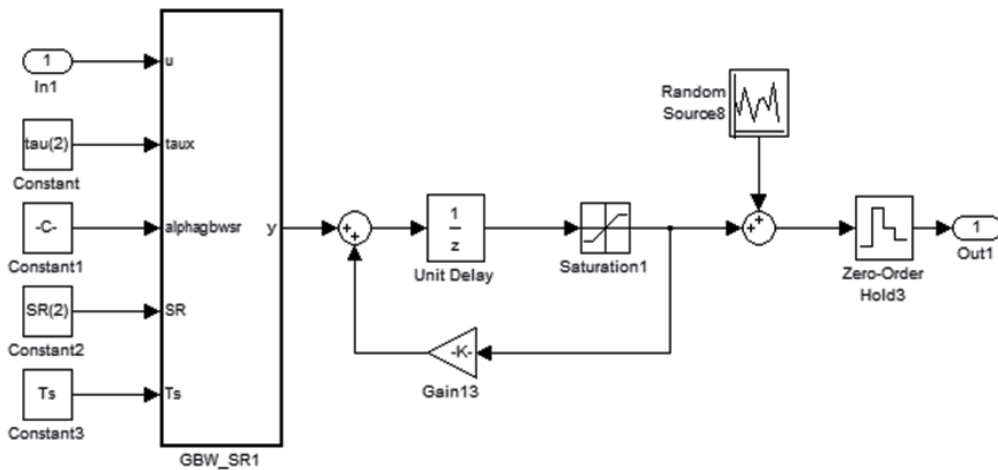 1
In1
tau(2)
Constant
-C-
Constant1
SR(2)
Constant2
Ts
Constant3
u
taux
alphagbwsr
y
SR
Ts
GBW_SR1
+
+
1
z
Unit Delay
Saturation1
-K-
Gain13
Random
Source8
+
+
Zero-Order
Hold3
1
Out1